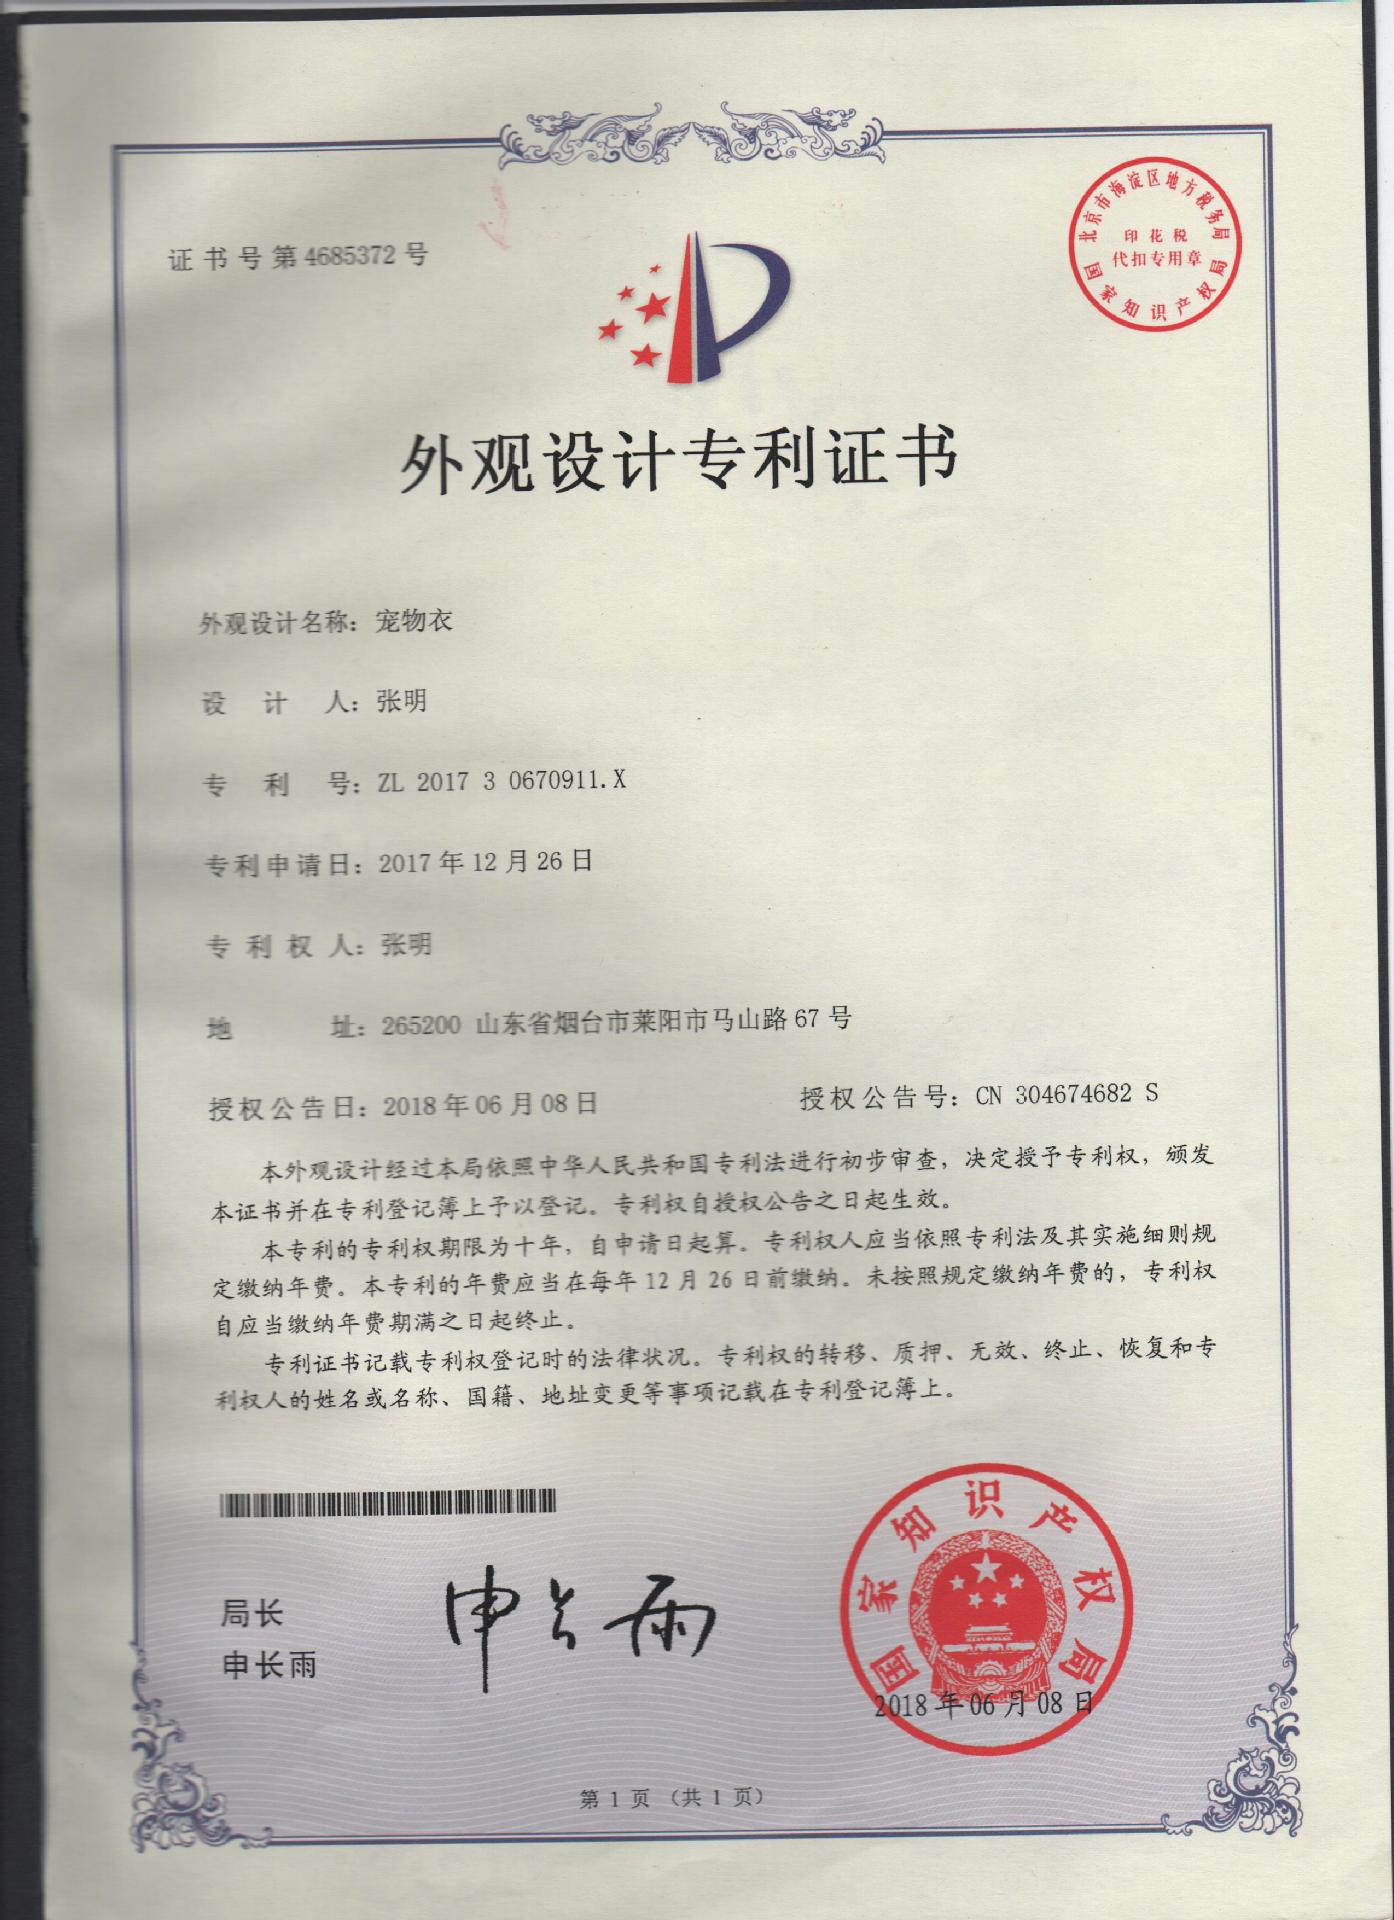 证书号第4685372号
北京市海淀区地方税务局
印花税
代扣专用章
国家知识产权局
外观设计专利证书
外观设计名称：宠物衣
设计人：张明
专利号：ZL 2017 3 0670911.X
专利申请日：2017年12月26日
专利权人：张明
地址：265200 山东省烟台市莱阳市马山路67号
授权公告日：2018年06月08日 授权公告号：CN 304674682 S
本外观设计经过本局依照中华人民共和国专利法进行初步审查，决定授予专利权，颁发
本证书并在专利登记簿上予以登记。专利权自授权公告之日起生效。
本专利的专利权期限为十年，自申请日起算。专利权人应当依照专利法及其实施细则规
定缴纳年费。本专利的年费应当在每年12月26日前缴纳。未按照规定缴纳年费的，专利权
自应当缴纳年费期满之日起终止。
专利证书记载专利权登记时的法律状况。专利权的转移、质押、无效、终止、恢复和专
利权人的姓名或名称、国籍、地址变更等事项记载在专利登记簿上。
局长
申长雨
申长雨
国家知识产权局
2018年06月08日
第1页（共1页）